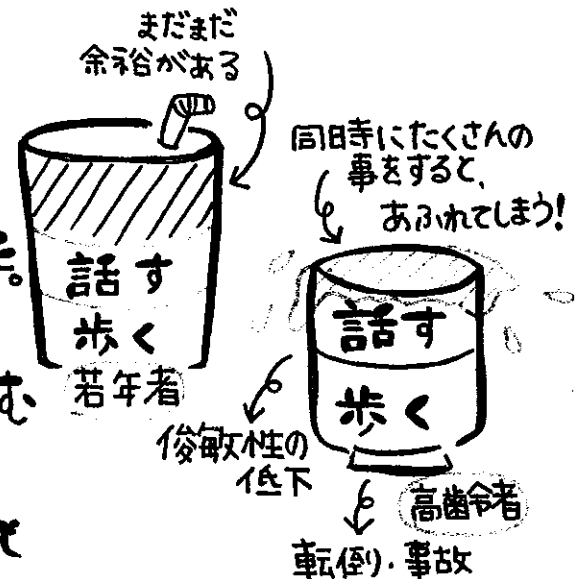 まだまだ
余裕がある
話す
歩く
若年者
同時にたくさんの
事をすると、
あふれてしまう!
話す
歩く
俊敏性の
低下
高齢者
転倒・事故
た。
む